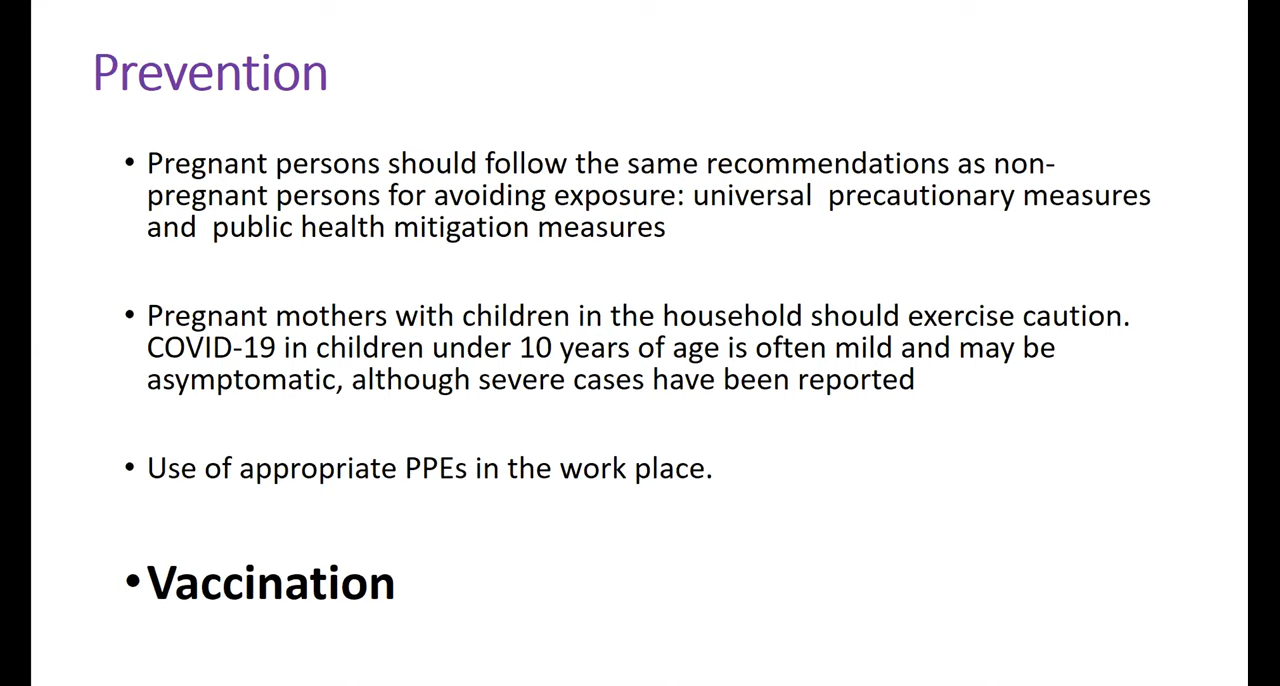 Prevention
• Pregnant persons should follow the same recommendations as non-
pregnant persons for avoiding exposure: universal  precautionary measures
and  public health mitigation measures
• Pregnant mothers with children in the household should exercise caution.
COVID-19 in children under 10 years of age is often mild and may be
asymptomatic, although severe cases have been reported
• Use of appropriate PPEs in the work place.
• Vaccination